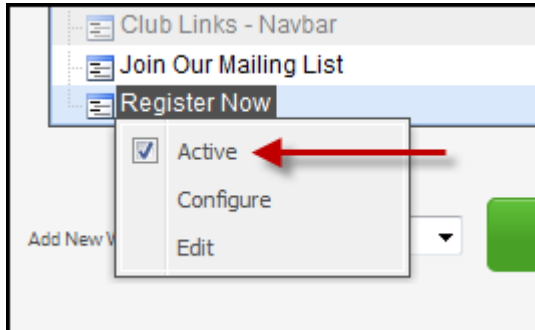 Club Links - Navbar
Join Our Mailing List
Register Now
Active
Configure
Add New
Edit